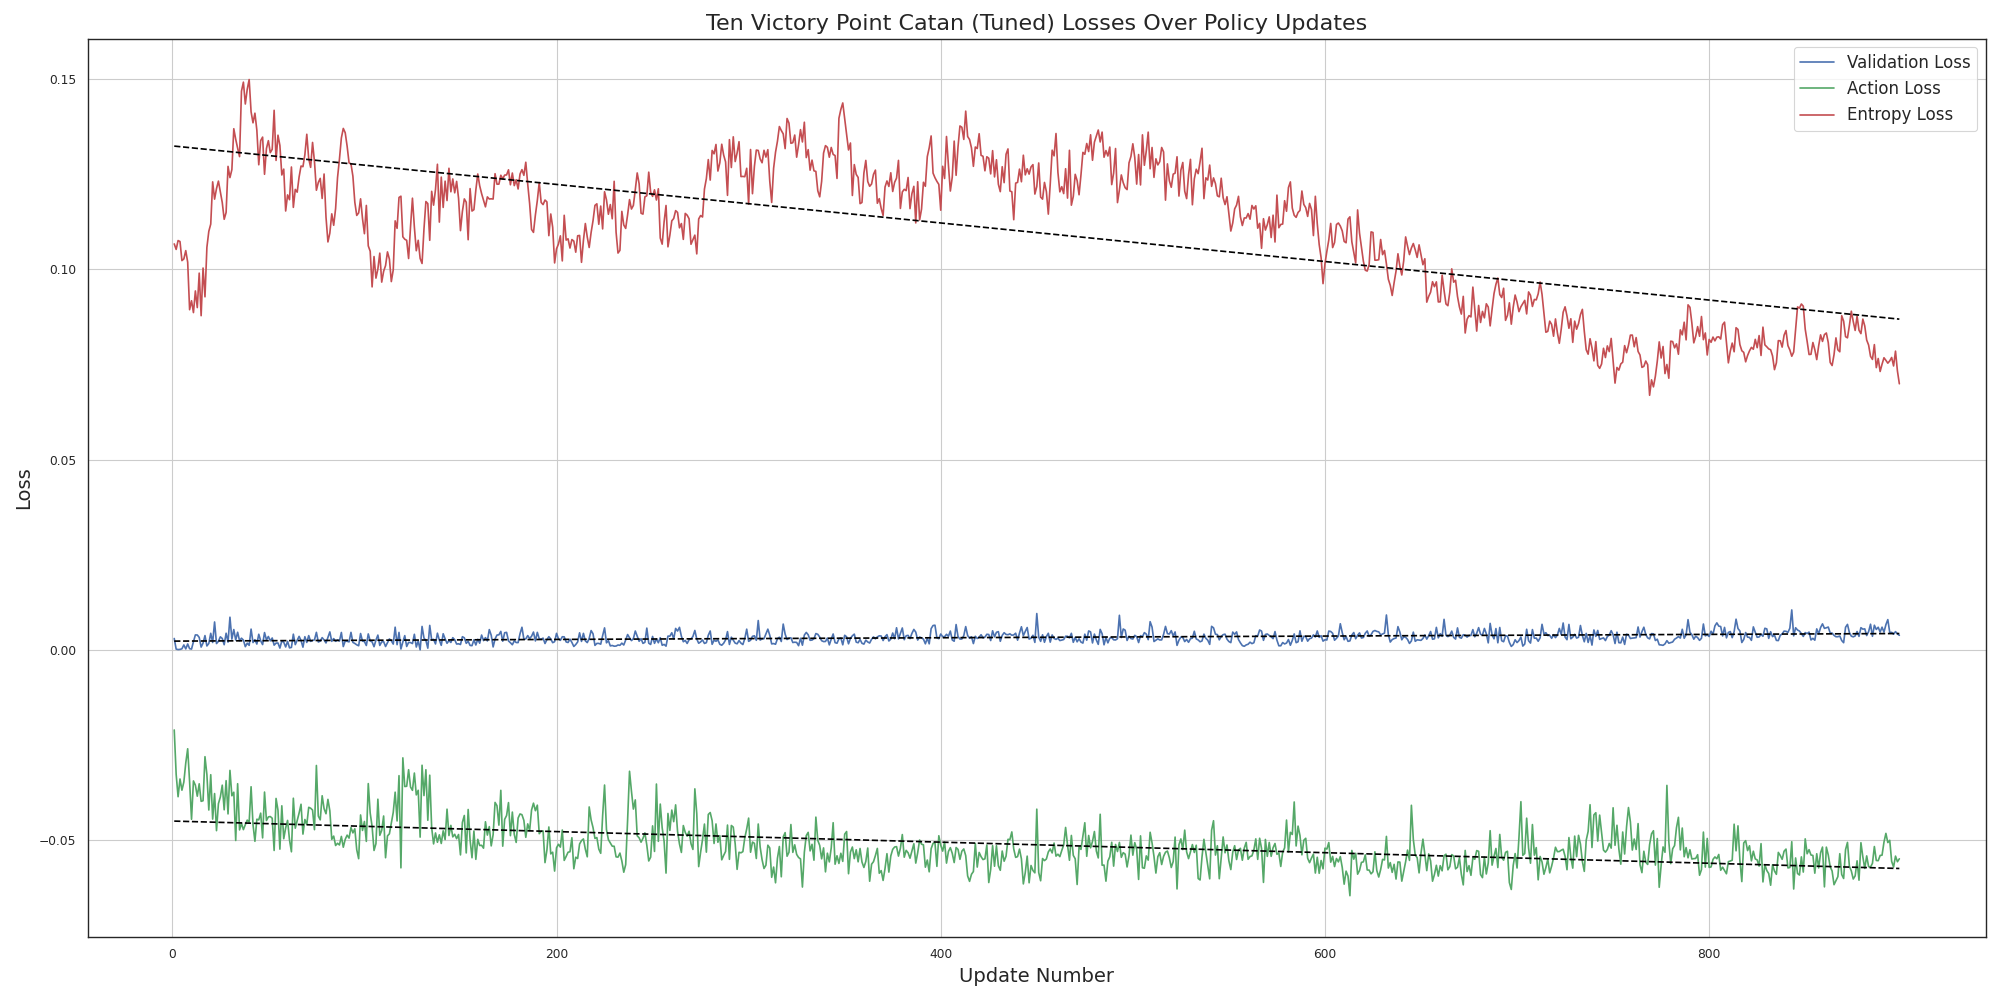 Ten Victory Point Catan (Tuned) Losses Over Policy Updates
Validation Loss
Action Loss
Entropy Loss
0.15
0.10
0.05
0.00
−0.05
Loss
0 200 400 600 800
Update Number